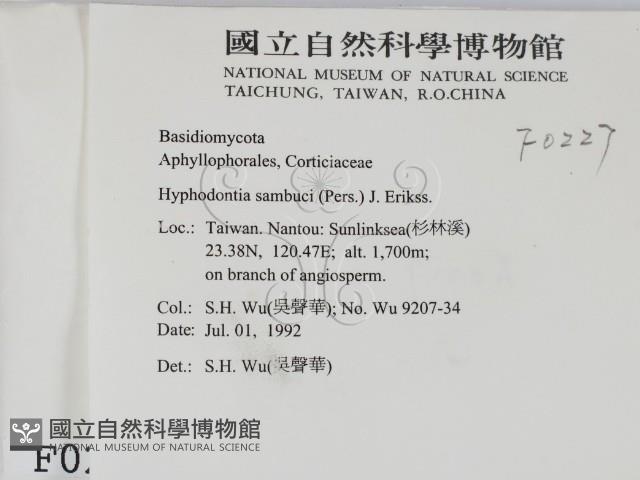 國立自然科學博物館
NATIONAL MUSEUM OF NATURAL SCIENCE
TAICHUNG, TAIWAN, R.O.CHINA
F0227
Basidiomycota
Aphyllophorales, Corticiaceae
Hyphodontia sambuci (Pers.) J. Erikss.
Loc.: Taiwan. Nantou: Sunlinksea(杉林溪)
23.38N, 120.47E; alt. 1,700m;
on branch of angiosperm.
Col.: S.H. Wu(吳聲華); No. Wu 9207-34
Date: Jul. 01, 1992
Det.: S.H. Wu(吳聲華)
國立自然科學博物館
NATIONAL MUSEUM OF NATURAL SCIENCE